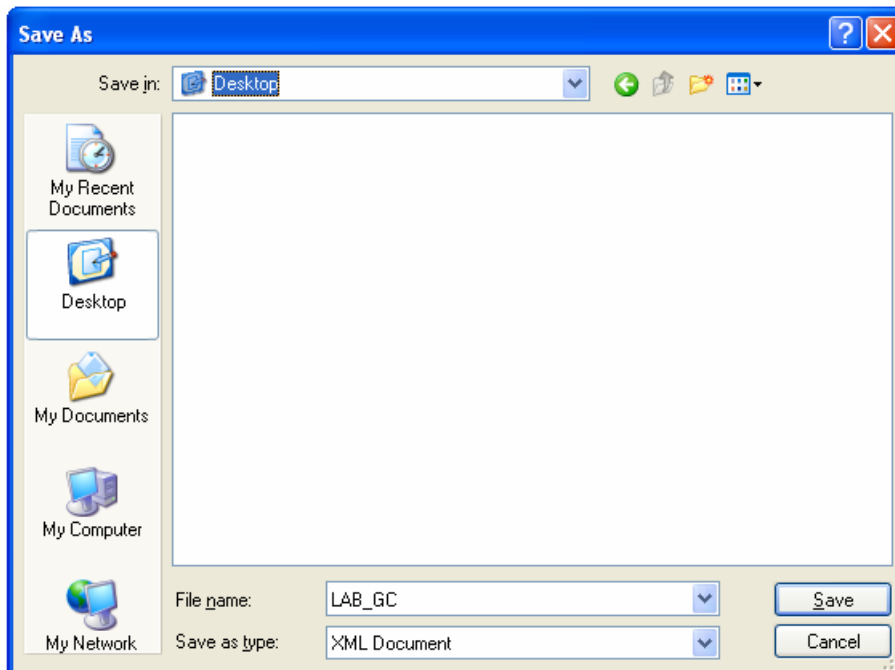 Save As
Save in: Desktop
My Recent
Documents
Desktop
My Documents
My Computer
My Network
File name: LAB_GC Save
Save as type: XML Document Cancel